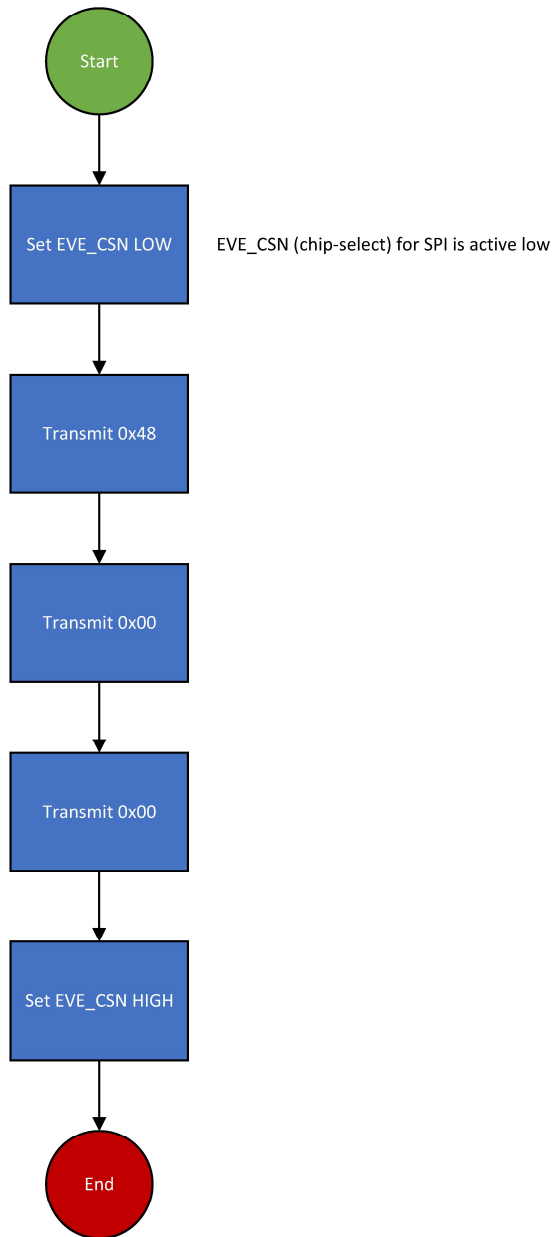 Start
Set EVE_CSN LOW
EVE_CSN (chip-select) for SPI is active low
Transmit 0x48
Transmit 0x00
Transmit 0x00
Set EVE_CSN HIGH
End